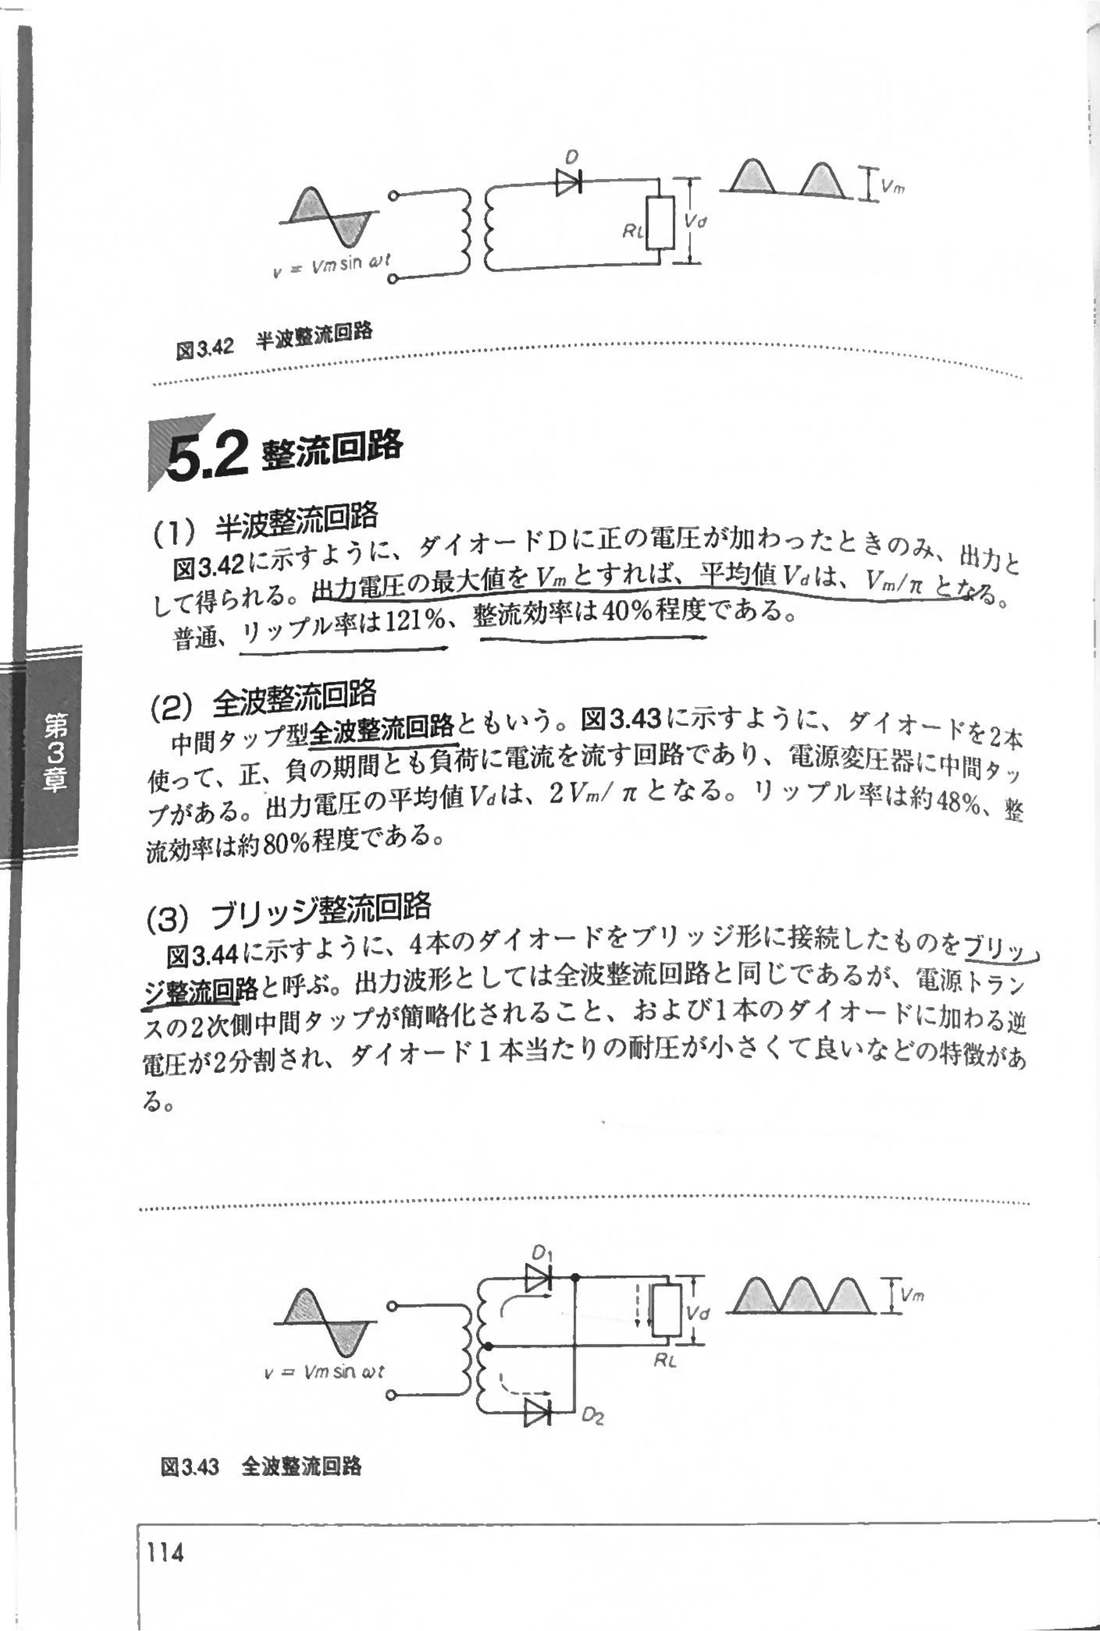 D
Vm
RL
Vd
v = Vm sin ωt
図3.42 半波整流回路
5.2 整流回路
(1) 半波整流回路
図3.42に示すように、ダイオードDに正の電圧が加わったときのみ、出力と
して得られる。出力電圧の最大値をVmとすれば、平均値Vdは、Vm/πとなる。
普通、リップル率は121%、整流効率は40%程度である。
(2) 全波整流回路
中間タップ型全波整流回路ともいう。図3.43に示すように、ダイオードを2本
使って、正、負の期間とも負荷に電流を流す回路であり、電源変圧器に中間タッ
プがある。出力電圧の平均値Vdは、2Vm/πとなる。リップル率は約48%、整
流効率は約80%程度である。
第3章
(3) ブリッジ整流回路
図3.44に示すように、4本のダイオードをブリッジ形に接続したものをブリッ
ジ整流回路と呼ぶ。出力波形としては全波整流回路と同じであるが、電源トラン
スの2次側中間タップが簡略化されること、および1本のダイオードに加わる逆
電圧が2分割され、ダイオード1本当たりの耐圧が小さくて良いなどの特徴があ
る。
D1
Vm
Vd
v = Vm sin ωt
RL
D2
図3.43 全波整流回路
114